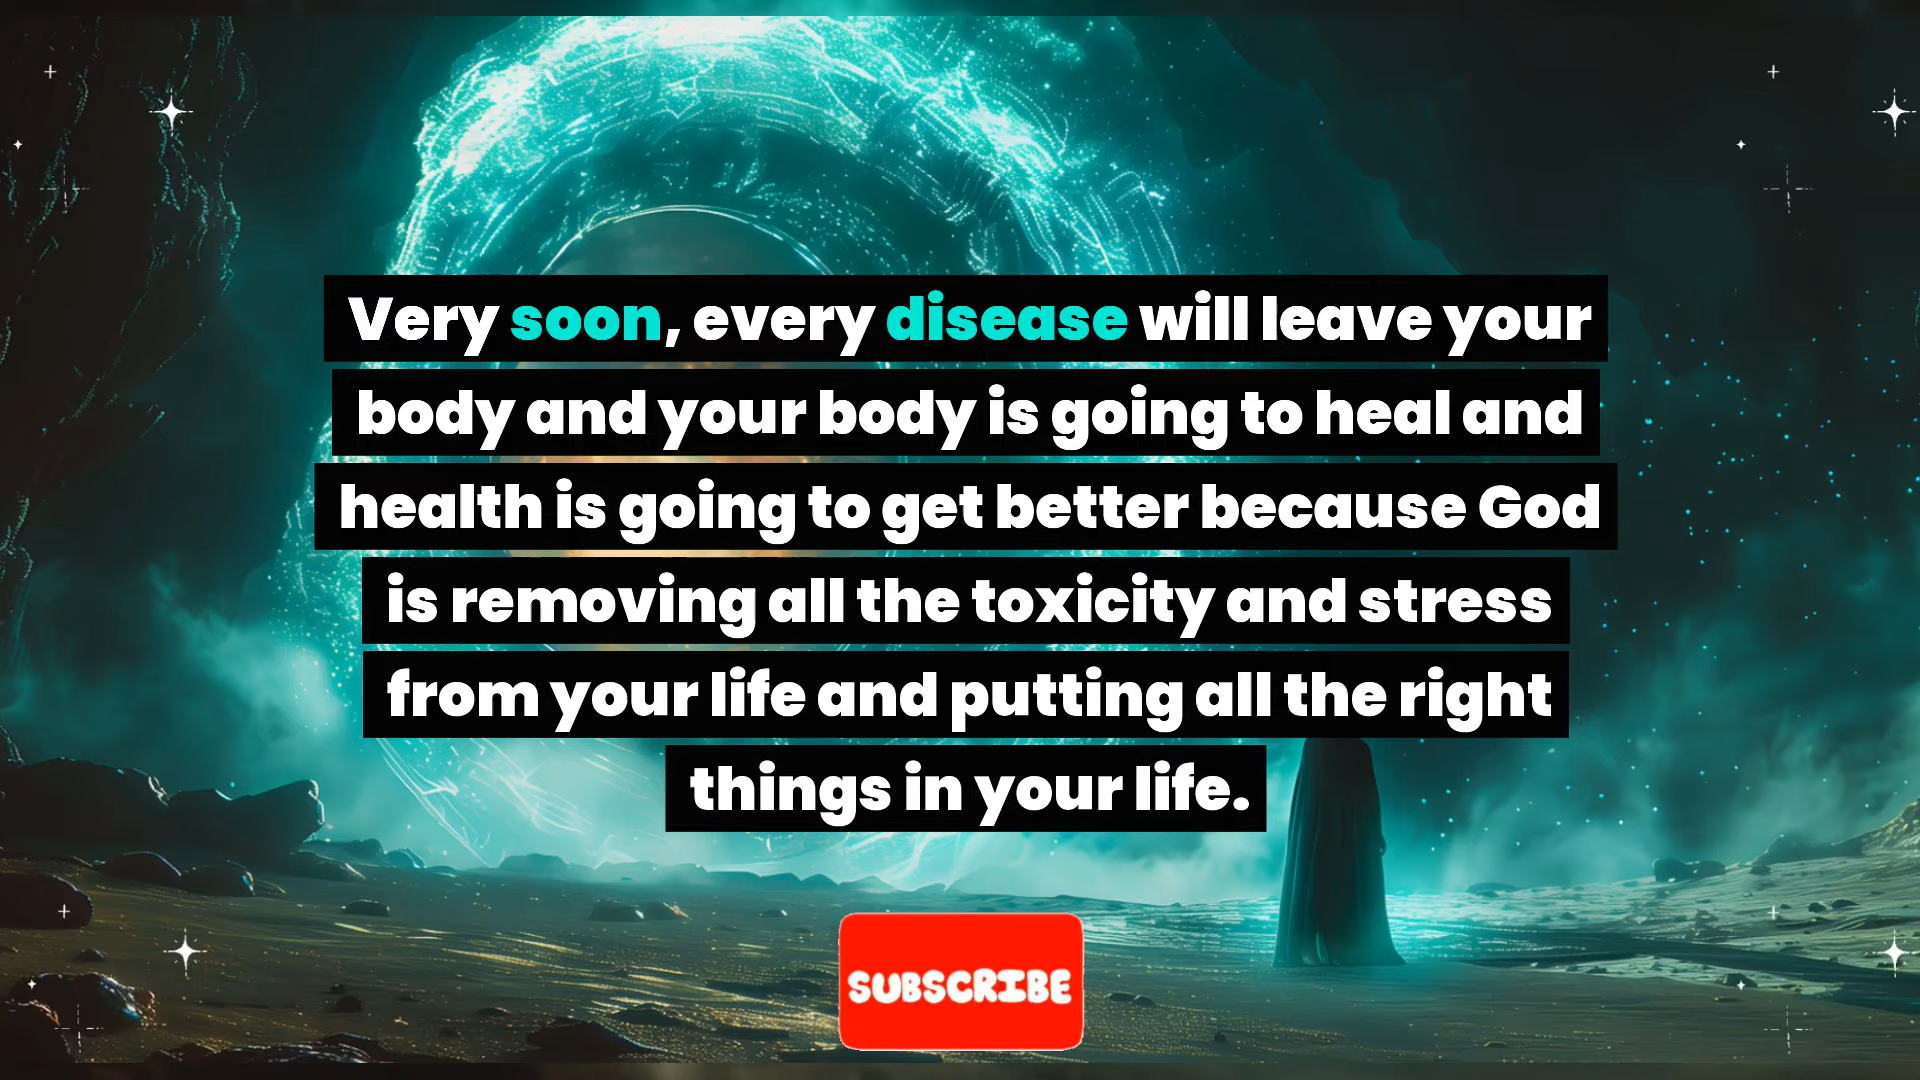 Very soon, every disease will leave your
body and your body is going to heal and
health is going to get better because God
is removing all the toxicity and stress
from your life and putting all the right
things in your life.
SUBSCRIBE